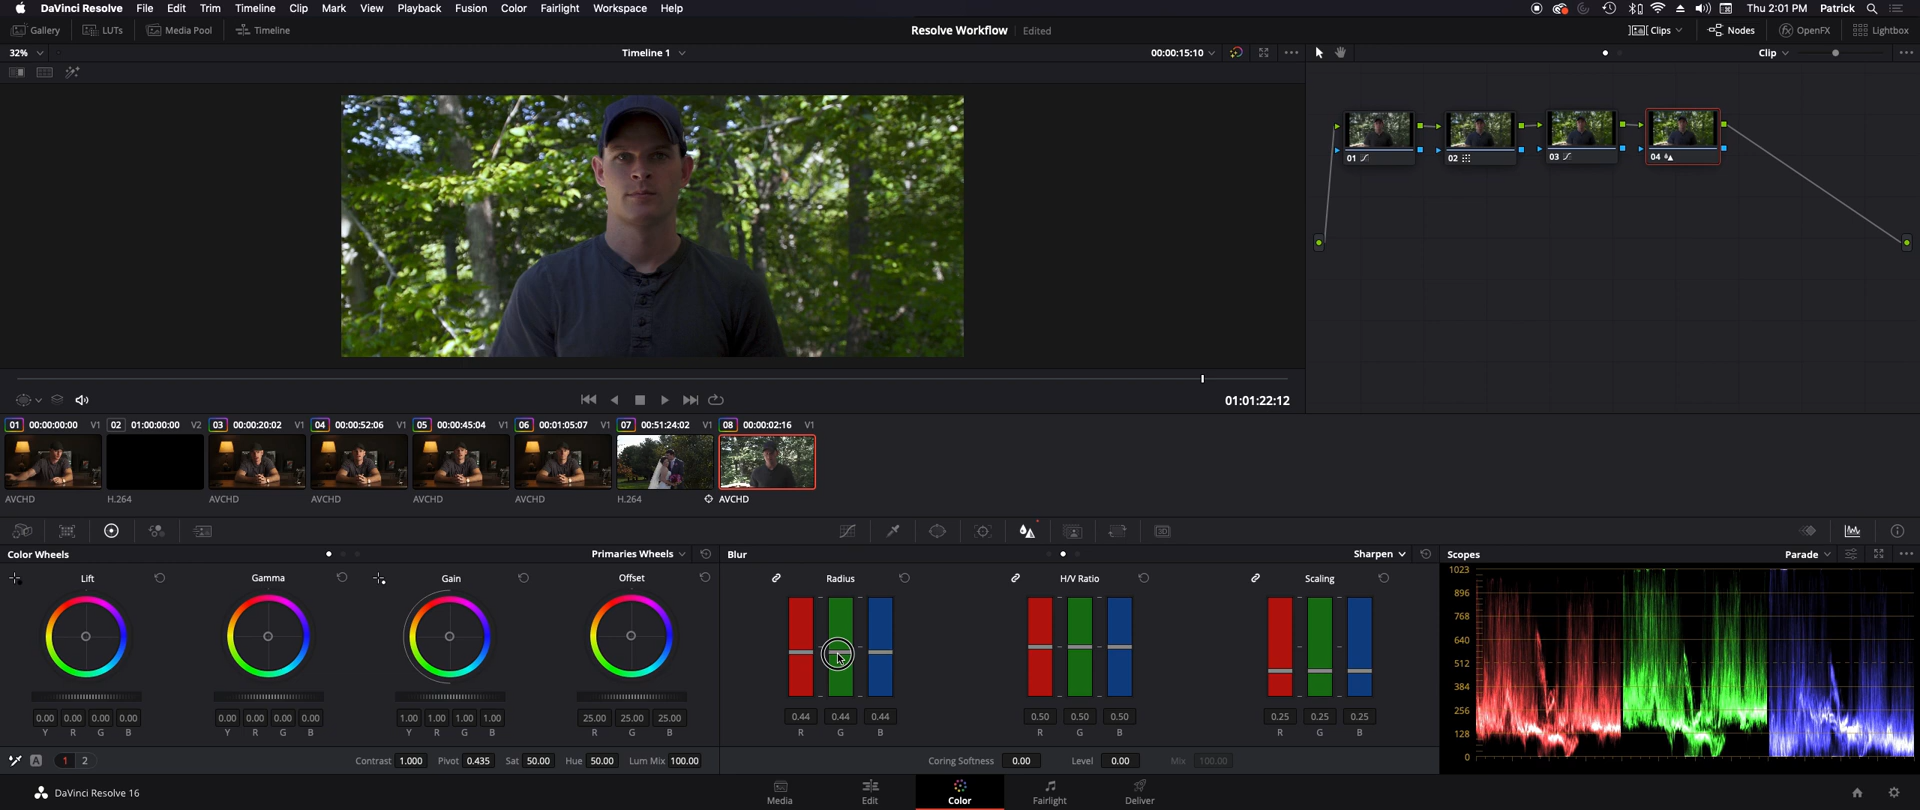 DaVinci Resolve File Edit Trim Timeline Clip Mark View Playback Fusion Color Fairlight Workspace Help Thu 2:01 PM Patrick
Gallery LUTs Media Pool Timeline Resolve Workflow Edited Clips Nodes OpenFX Lightbox
32% Timeline 1 00:00:15:10 Clip
01 02 03 04
01:01:22:12
01 00:00:00:00 V1 02 01:00:00:00 V2 03 00:00:20:02 V1 04 00:00:52:06 V1 05 00:00:45:04 V1 06 00:01:05:07 V1 07 00:51:24:02 V1 08 00:00:02:16 V1
AVCHD H.264 AVCHD AVCHD AVCHD AVCHD H.264 AVCHD
3D
Color Wheels Primaries Wheels Blur Sharpen Scopes Parade
Lift Gamma Gain Offset Radius H/V Ratio Scaling
1023
896
768
640
512
384
256
128
0
0.00 0.00 0.00 0.00 0.00 0.00 0.00 0.00 1.00 1.00 1.00 1.00 25.00 25.00 25.00 0.44 0.44 0.44 0.50 0.50 0.50 0.25 0.25 0.25
Y R G B Y R G B Y R G B R G B R G B R G B R G B
A 1 2 Contrast 1.000 Pivot 0.435 Sat 50.00 Hue 50.00 Lum Mix 100.00 Coring Softness 0.00 Level 0.00 Mix 100.00
DaVinci Resolve 16 Media Edit Color Fairlight Deliver